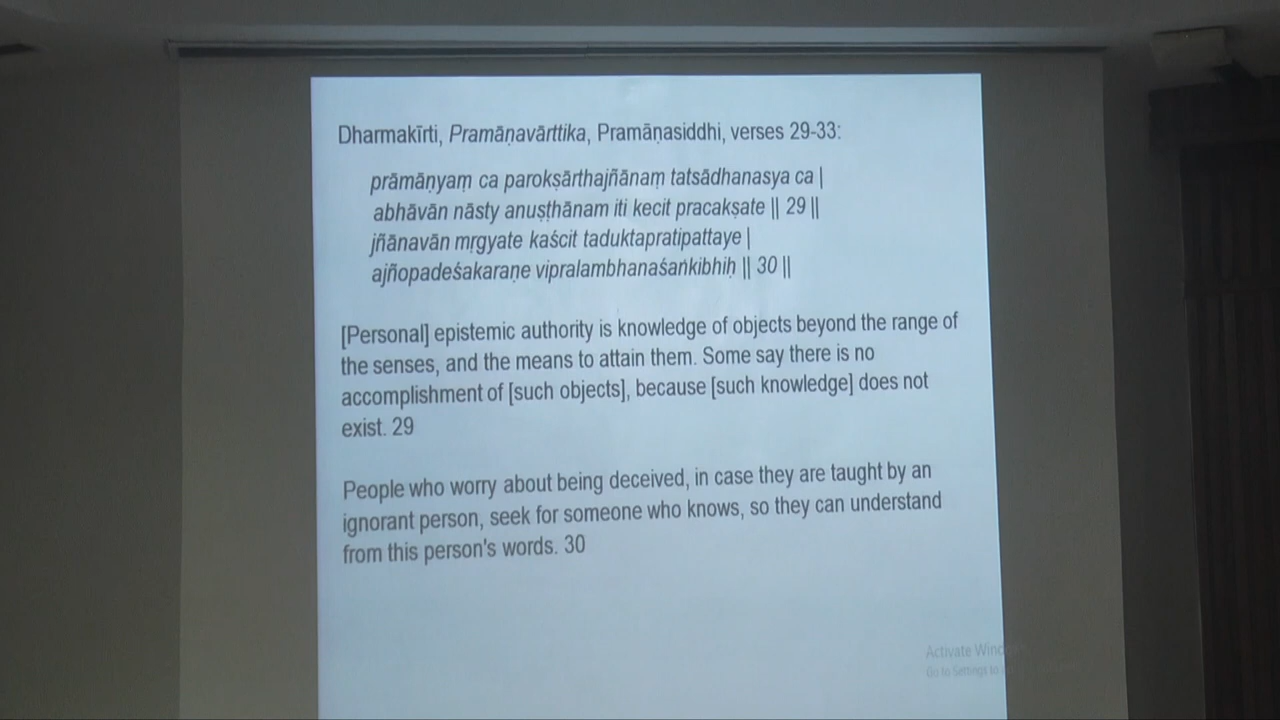 Dharmakīrti, Pramāṇavārttika, Pramāṇasiddhi, verses 29-33:
prāmāṇyaṃ ca parokṣārthajñānaṃ tatsādhanasya ca |
abhāvān nāsty anuṣṭhānam iti kecit pracakṣate || 29 ||
jñānavān mṛgyate kaścit taduktapratipattaye |
ajñopadeśakaraṇe vipralambhanaśaṅkibhiḥ || 30 ||
[Personal] epistemic authority is knowledge of objects beyond the range of
the senses, and the means to attain them. Some say there is no
accomplishment of [such objects], because [such knowledge] does not
exist. 29
People who worry about being deceived, in case they are taught by an
ignorant person, seek for someone who knows, so they can understand
from this person's words. 30
Activate
Go to Settings to